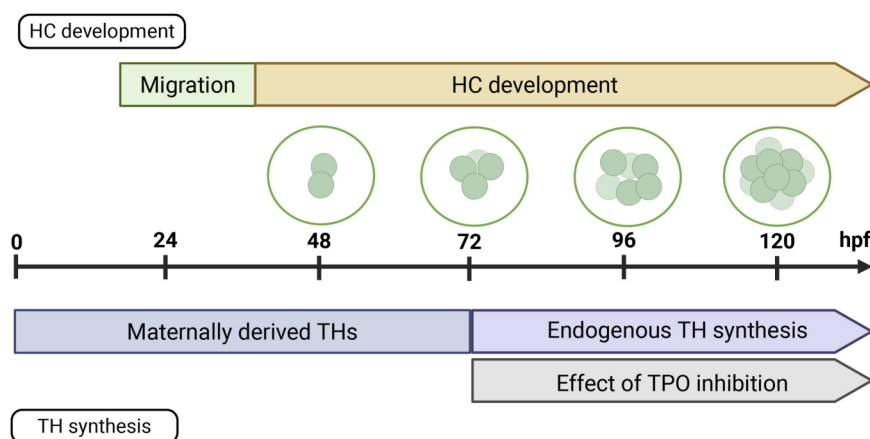 HC development
Migration
HC development
0 24 48 72 96 120 hpf
Maternally derived THs
Endogenous TH synthesis
Effect of TPO inhibition
TH synthesis